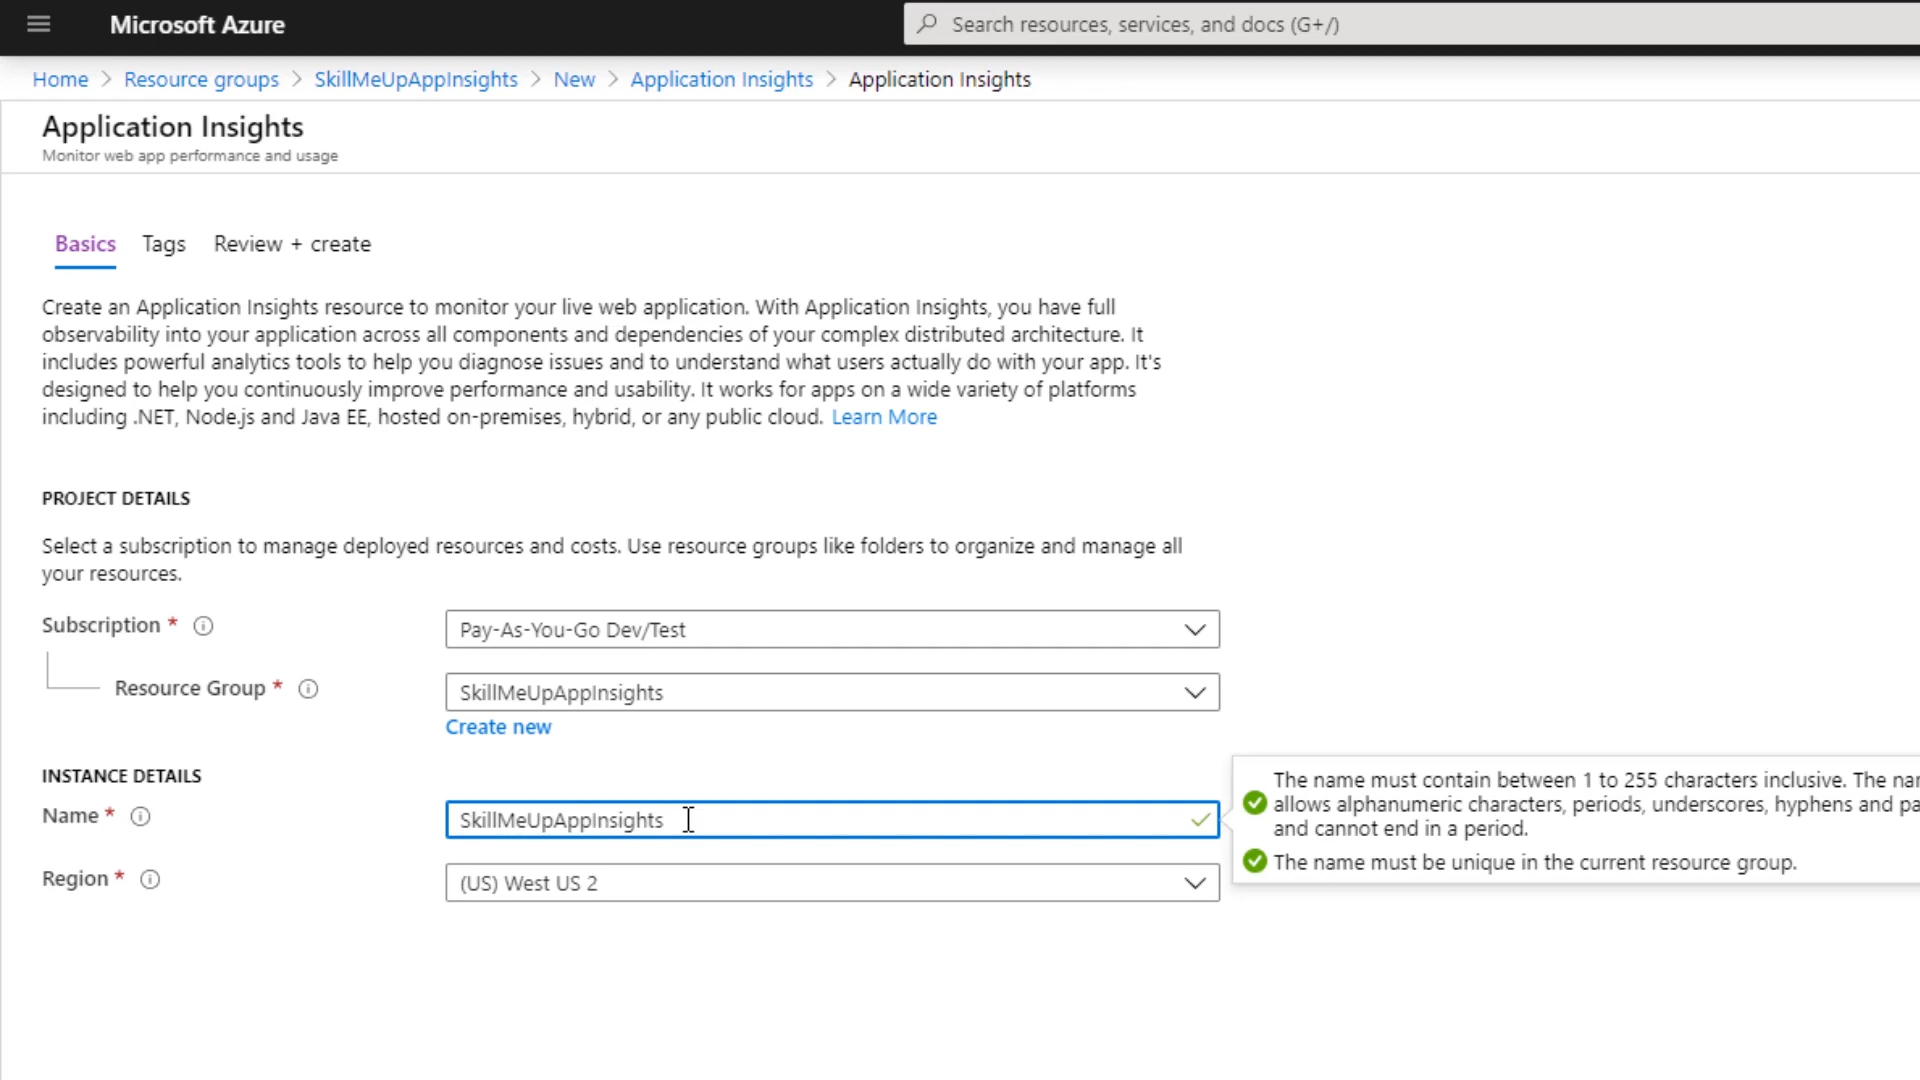 Microsoft Azure
Search resources, services, and docs (G+/)
Home > Resource groups > SkillMeUpAppInsights > New > Application Insights > Application Insights
Application Insights
Monitor web app performance and usage
Basics Tags Review + create
Create an Application Insights resource to monitor your live web application. With Application Insights, you have full
observability into your application across all components and dependencies of your complex distributed architecture. It
includes powerful analytics tools to help you diagnose issues and to understand what users actually do with your app. It's
designed to help you continuously improve performance and usability. It works for apps on a wide variety of platforms
including .NET, Node.js and Java EE, hosted on-premises, hybrid, or any public cloud. Learn More
PROJECT DETAILS
Select a subscription to manage deployed resources and costs. Use resource groups like folders to organize and manage all
your resources.
Subscription * Pay-As-You-Go Dev/Test
Resource Group * SkillMeUpAppInsights
Create new
INSTANCE DETAILS
Name * SkillMeUpAppInsights
Region * (US) West US 2
The name must contain between 1 to 255 characters inclusive. The
allows alphanumeric characters, periods, underscores, hyphens and
and cannot end in a period.
The name must be unique in the current resource group.